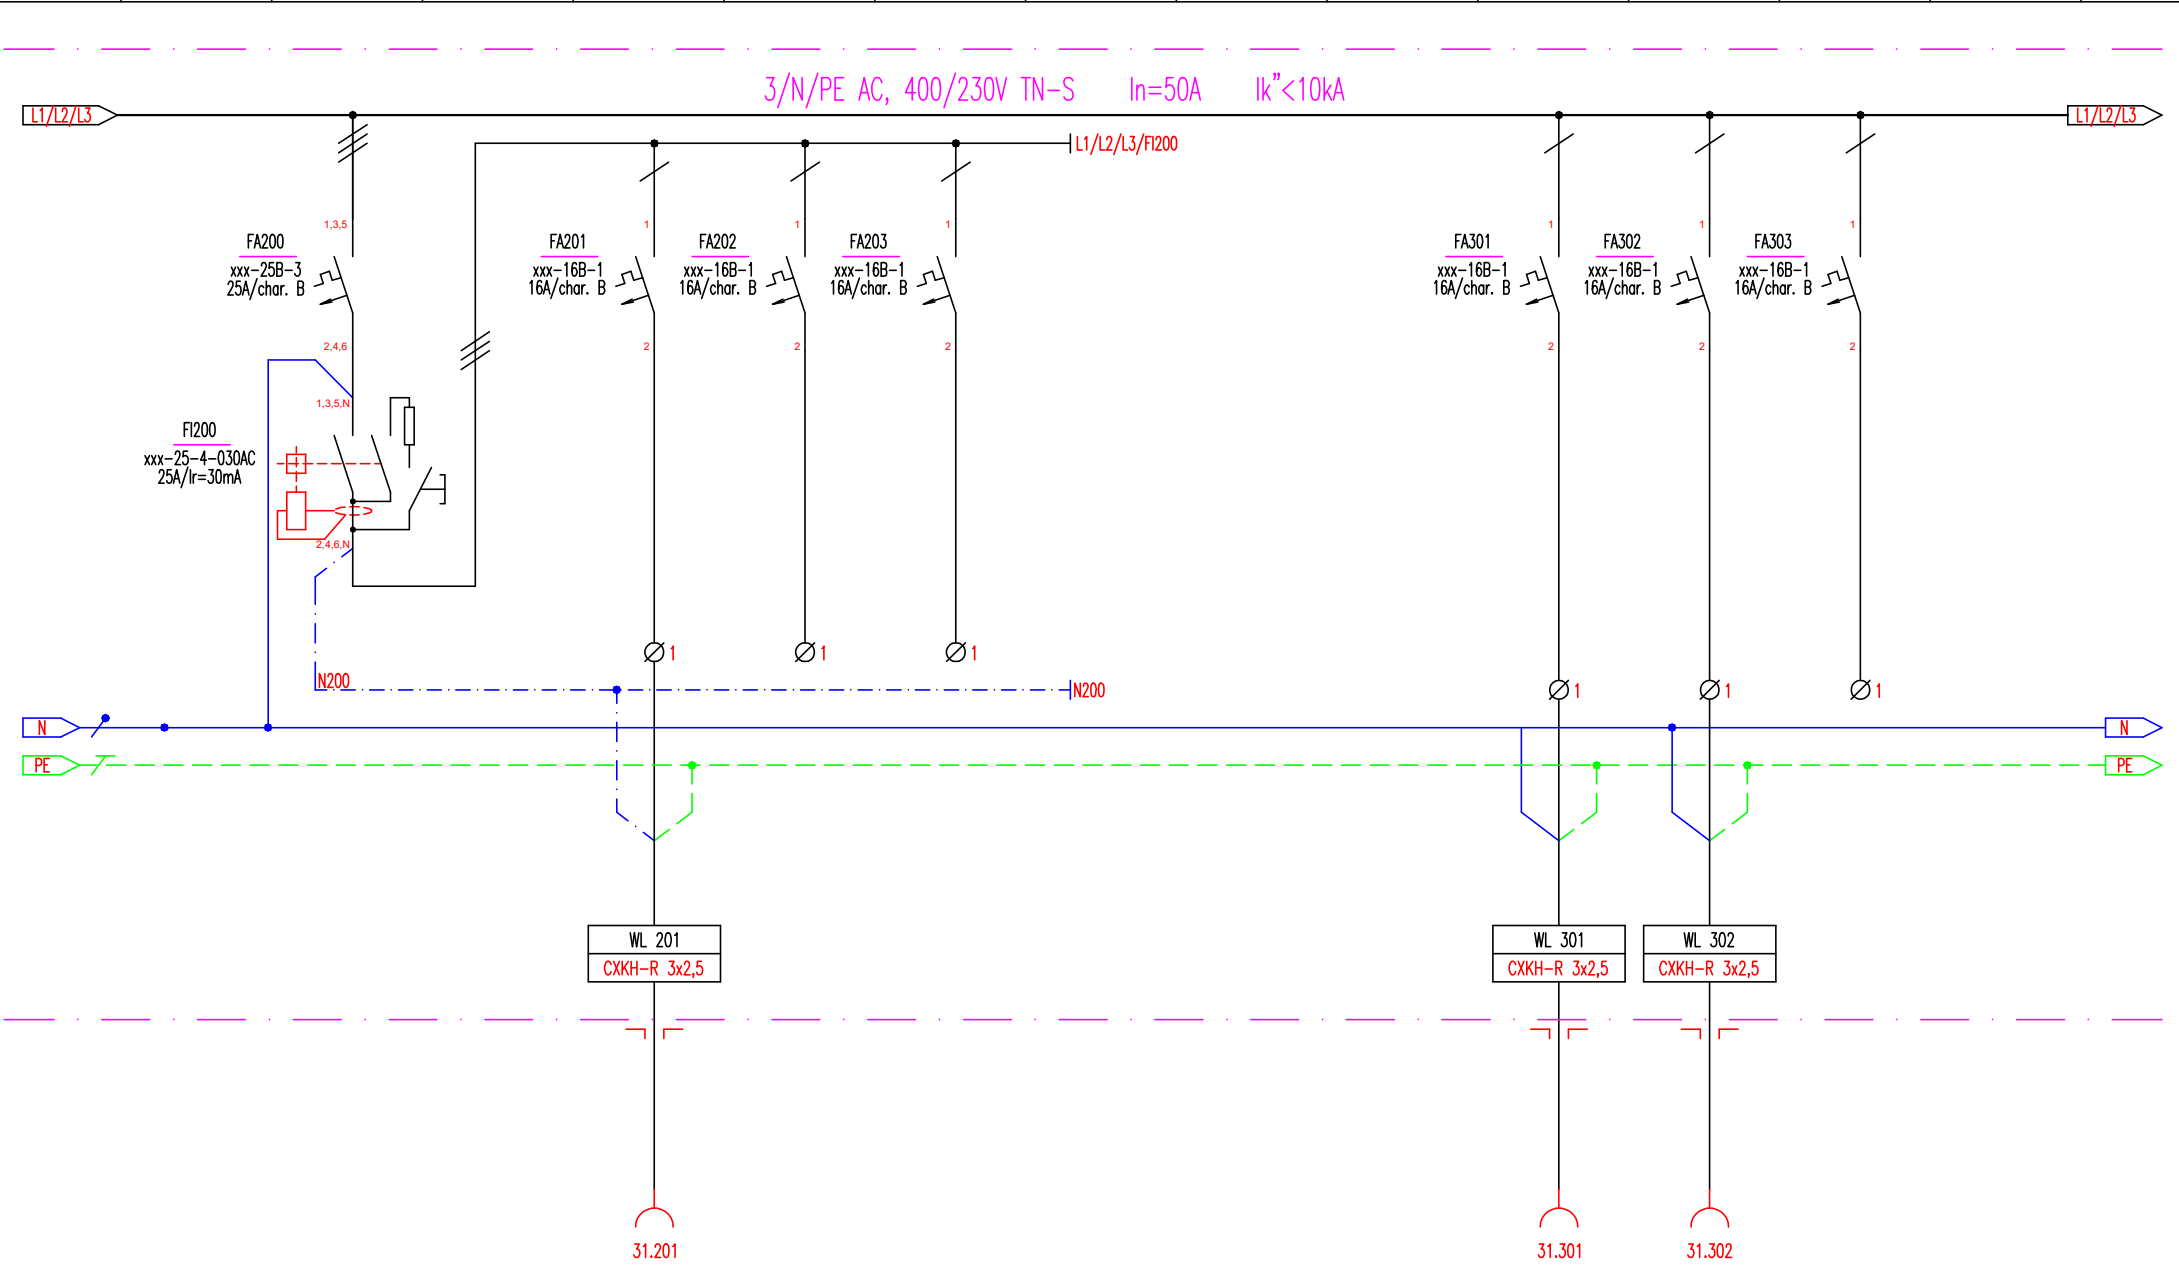 3/N/PE AC, 400/230V TN-S In=50A Ik"<10kA
L1/L2/L3
L1/L2/L3
L1/L2/L3/FI200
1,3,5
1
1
1
1
1
1
FA200
xxx-25B-3
25A/char. B
FA201
xxx-16B-1
16A/char. B
FA202
xxx-16B-1
16A/char. B
FA203
xxx-16B-1
16A/char. B
FA301
xxx-16B-1
16A/char. B
FA302
xxx-16B-1
16A/char. B
FA303
xxx-16B-1
16A/char. B
2,4,6
2
2
2
2
2
2
1,3,5,N
FI200
xxx-25-4-030AC
25A/Ir=30mA
2,4,6,N
1
1
1
1
1
1
N200
N200
N
N
PE
PE
WL 201
CXKH-R 3x2,5
WL 301
CXKH-R 3x2,5
WL 302
CXKH-R 3x2,5
31.201
31.301
31.302